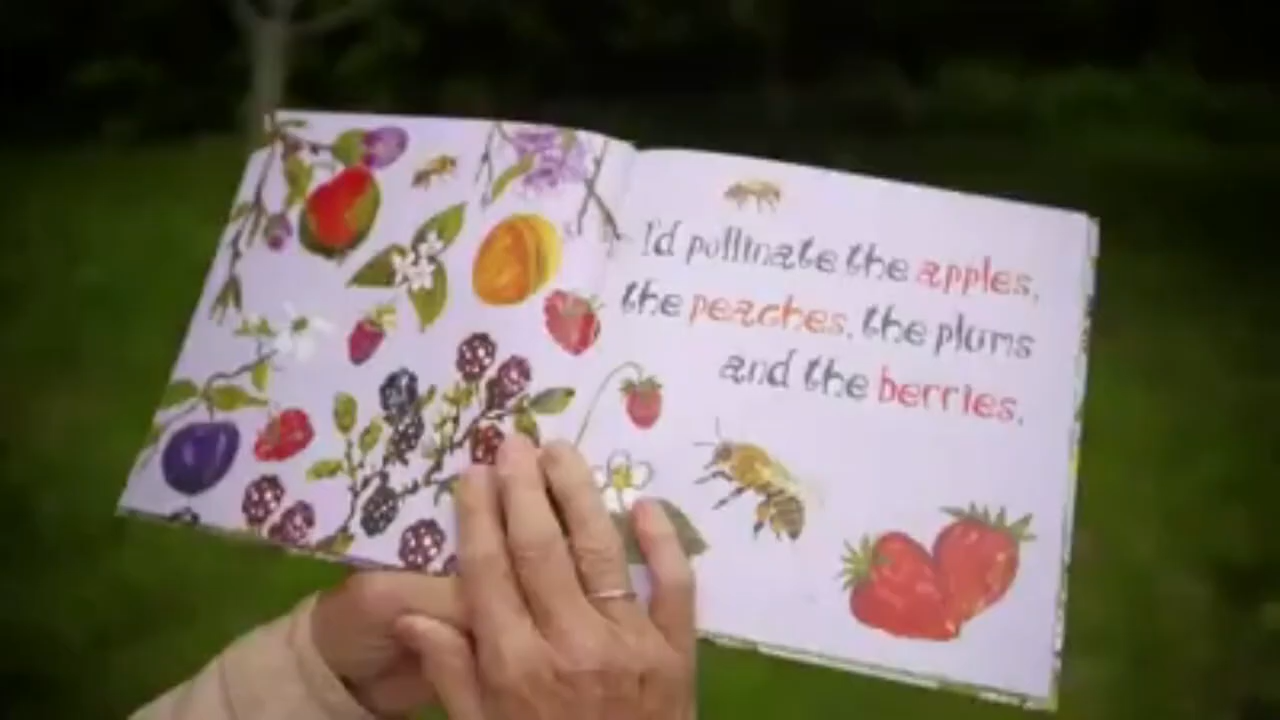 I'd pollinate the apples,
the peaches, the plums
and the berries.